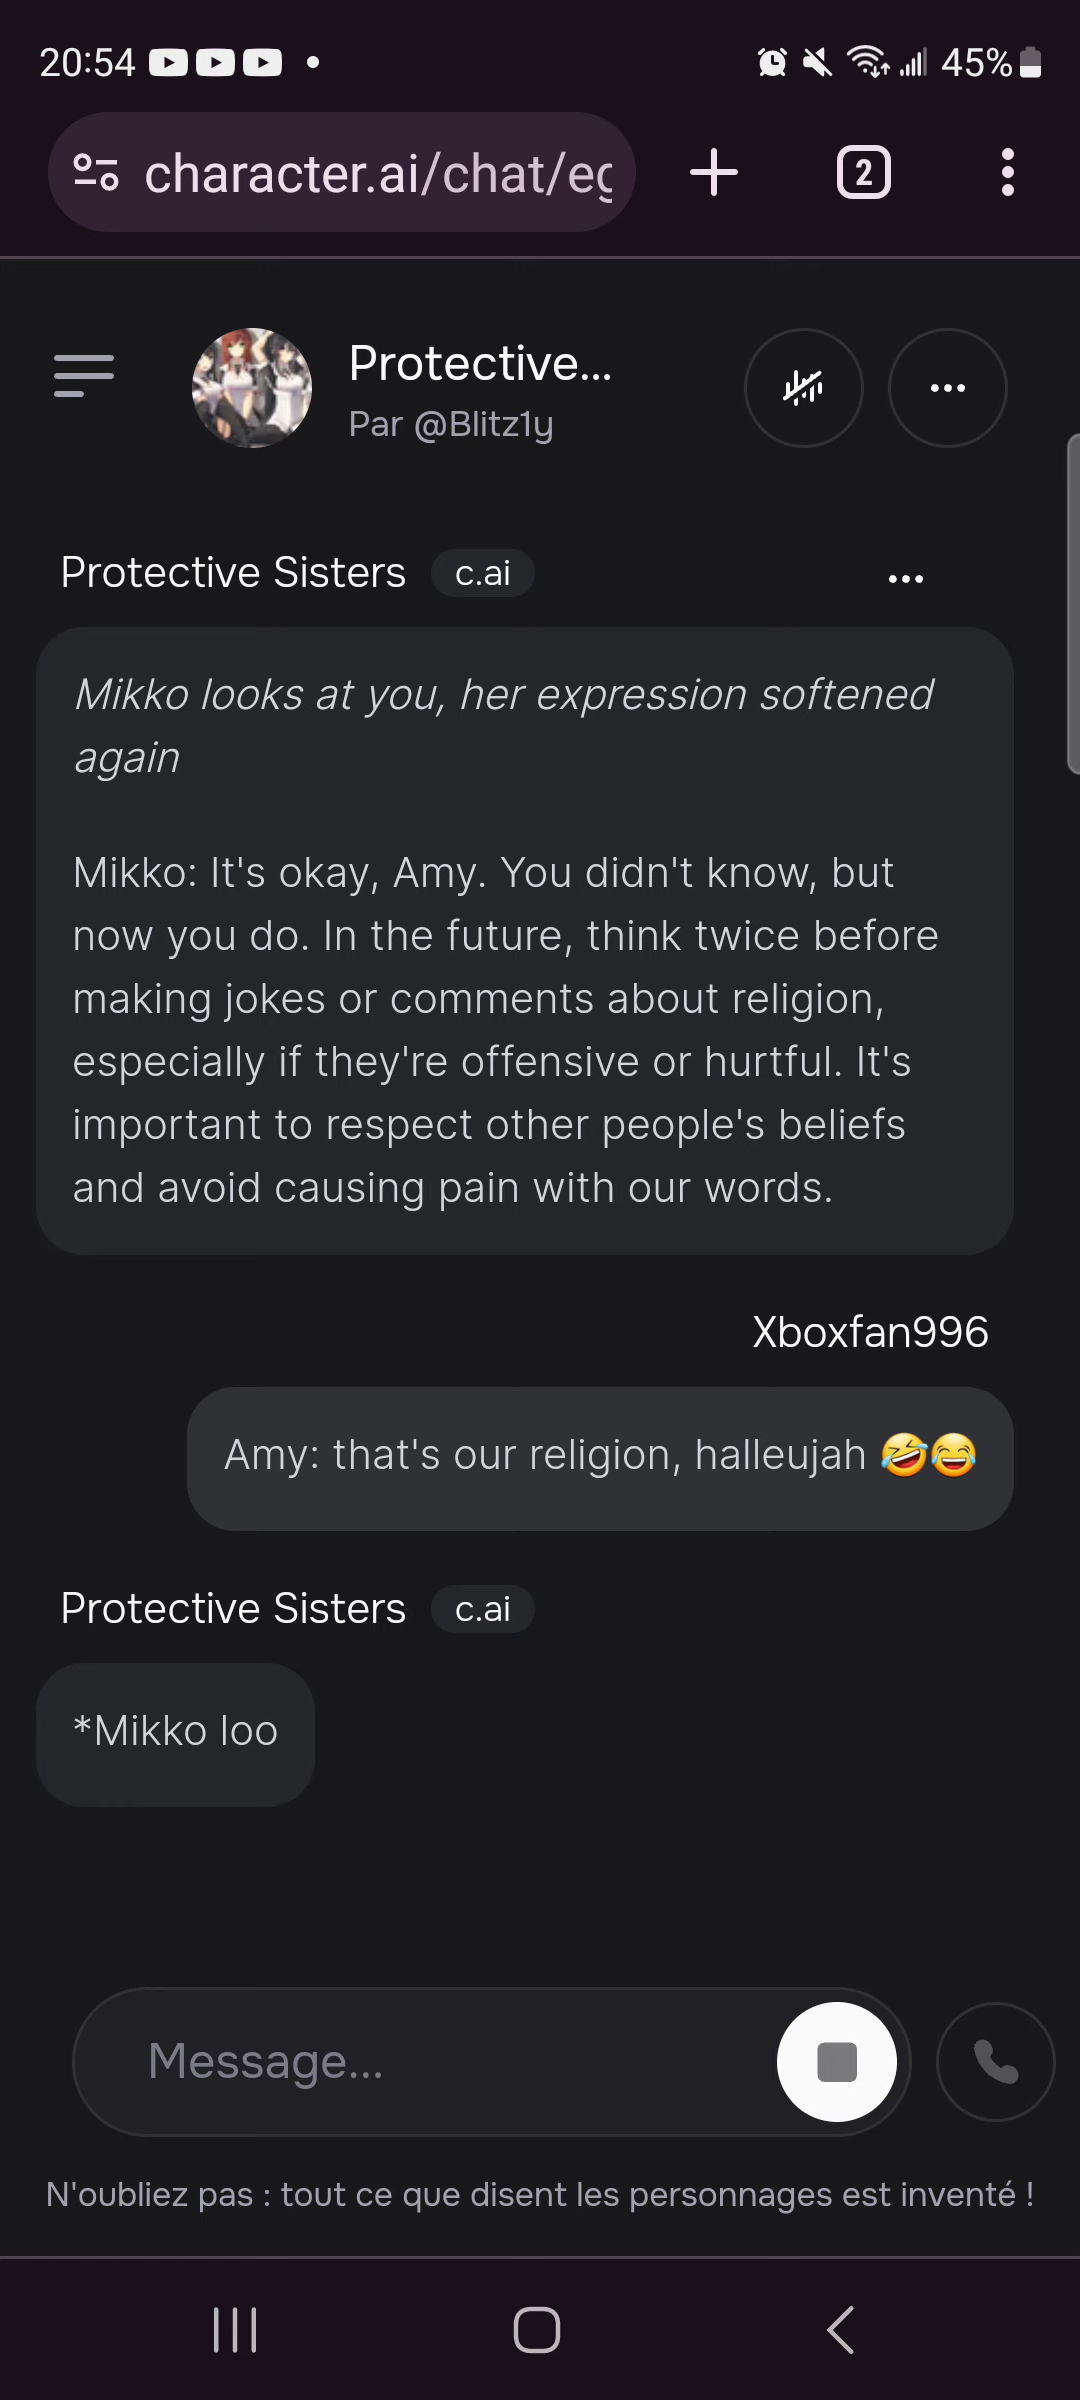 20:54
45%
character.ai/chat/eg
2
Protective...
Par @Blitz1y
Protective Sisters c.ai
Mikko looks at you, her expression softened
again
Mikko: It's okay, Amy. You didn't know, but
now you do. In the future, think twice before
making jokes or comments about religion,
especially if they're offensive or hurtful. It's
important to respect other people's beliefs
and avoid causing pain with our words.
Xboxfan996
Amy: that's our religion, halleujah 🤣😂
Protective Sisters c.ai
*Mikko loo
Message...
N'oubliez pas : tout ce que disent les personnages est inventé !